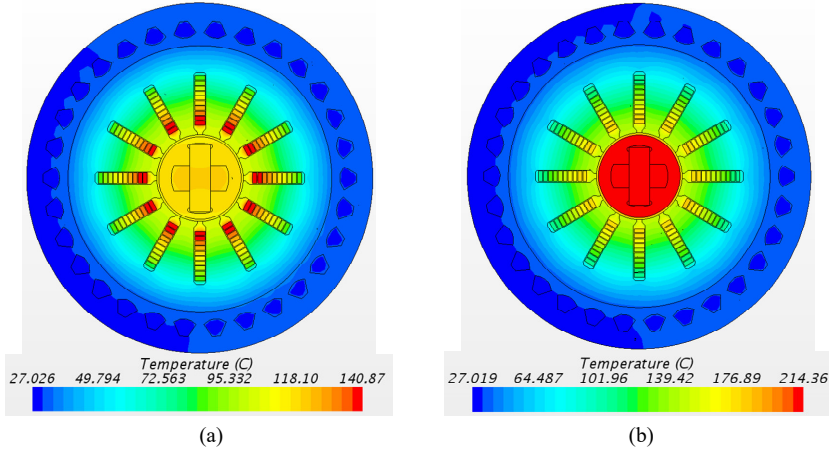 Temperature (C)
27.026 49.794 72.563 95.332 118.10 140.87
(a)
Temperature (C)
27.019 64.487 101.96 139.42 176.89 214.36
(b)